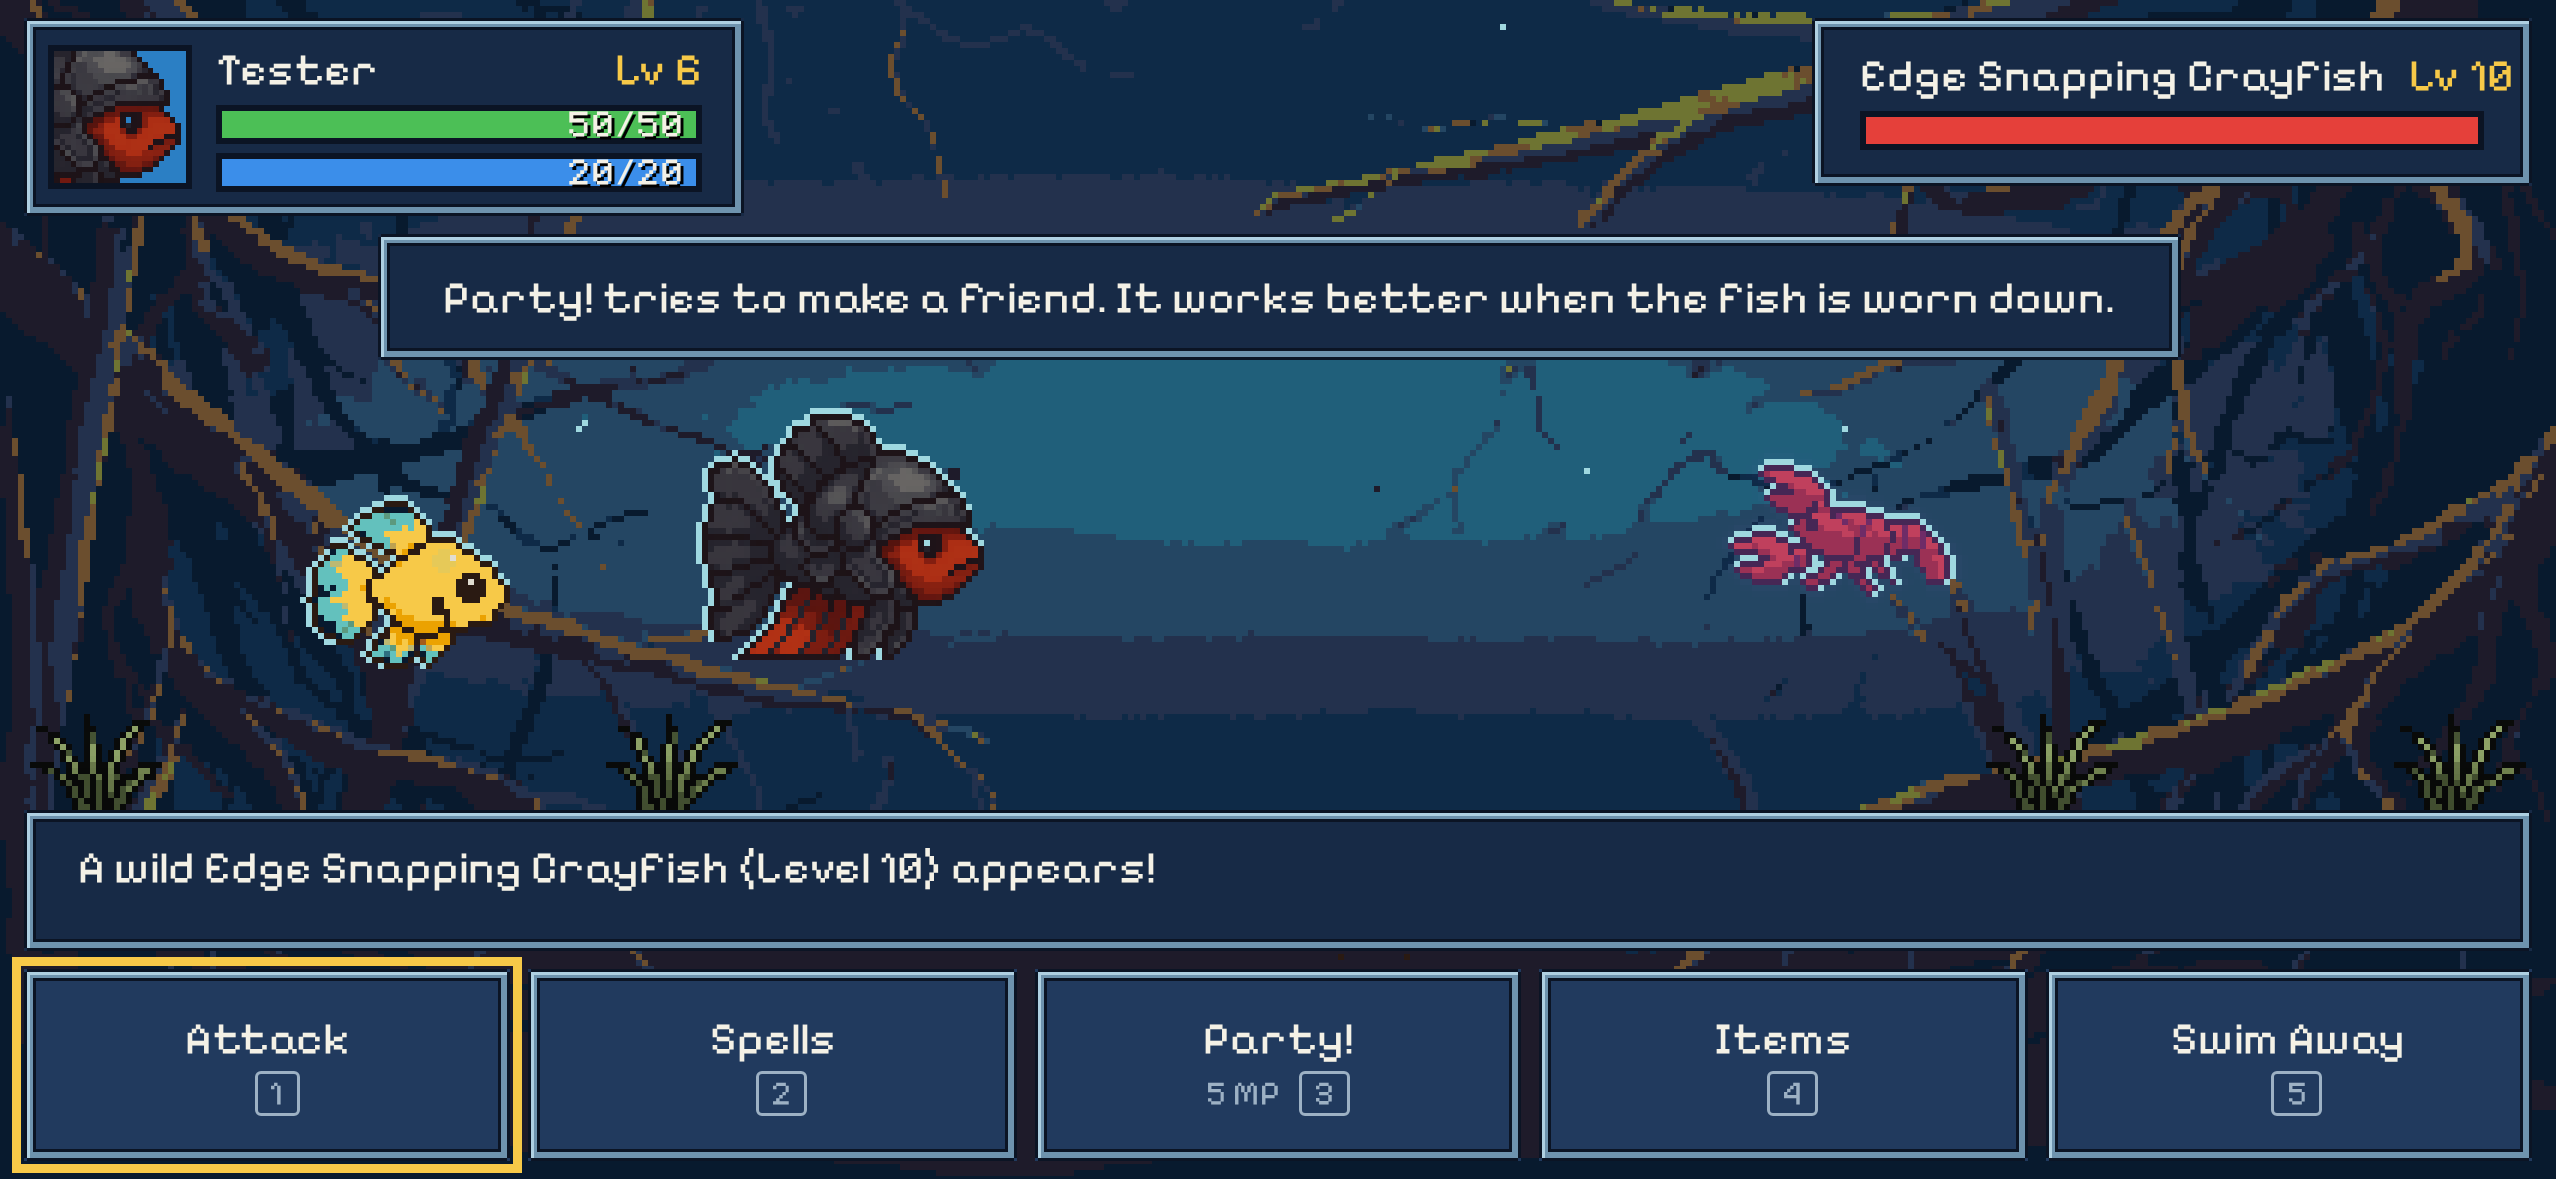 Tester Lv 6
50/50
20/20
Edge Snapping Crayfish Lv 10
Party! tries to make a friend. It works better when the fish is worn down.
A wild Edge Snapping Crayfish (Level 10) appears!
Attack
1
Spells
2
Party!
5 MP 3
Items
4
Swim Away
5